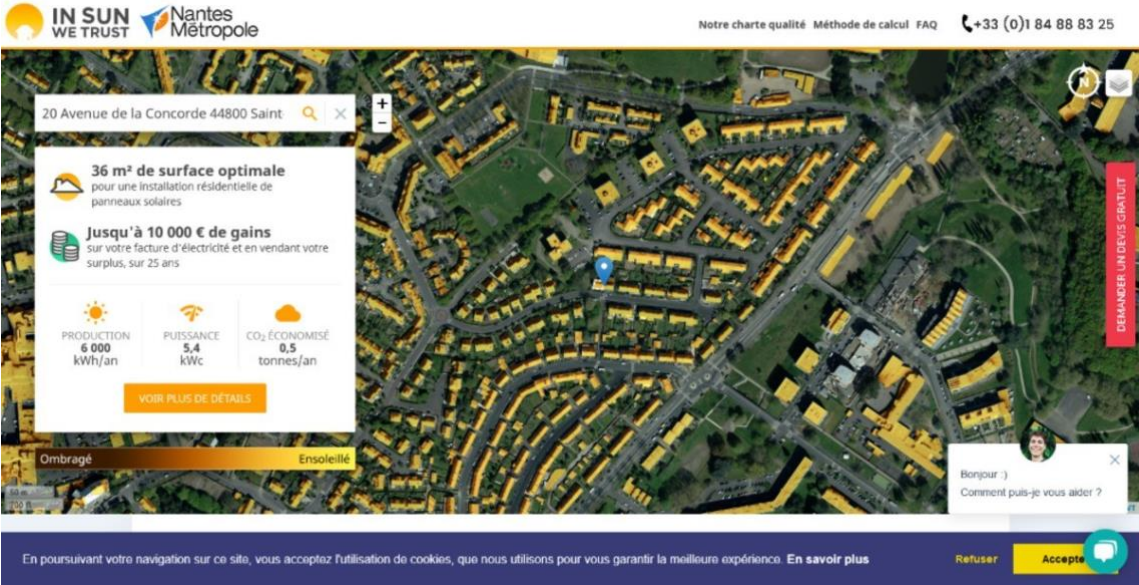 IN SUN
WE TRUST
Nantes
Métropole
Notre charte qualité Méthode de calcul FAQ
+33 (0)1 84 88 83 25
20 Avenue de la Concorde 44800 Saint-
+
-
N
36 m² de surface optimale
pour une installation résidentielle de
panneaux solaires
Jusqu'à 10 000 € de gains
sur votre facture d'électricité et en vendant votre
surplus, sur 25 ans
PRODUCTION
6 000
kWh/an
PUISSANCE
5,4
kWc
CO₂ ÉCONOMISÉ
0,5
tonnes/an
VOIR PLUS DE DÉTAILS
Ombragé
Ensoleillé
DEMANDER UN DEVIS GRATUIT
Bonjour :)
Comment puis-je vous aider ?
En poursuivant votre navigation sur ce site, vous acceptez l'utilisation de cookies, que nous utilisons pour vous garantir la meilleure expérience. En savoir plus
Refuser
Accepte